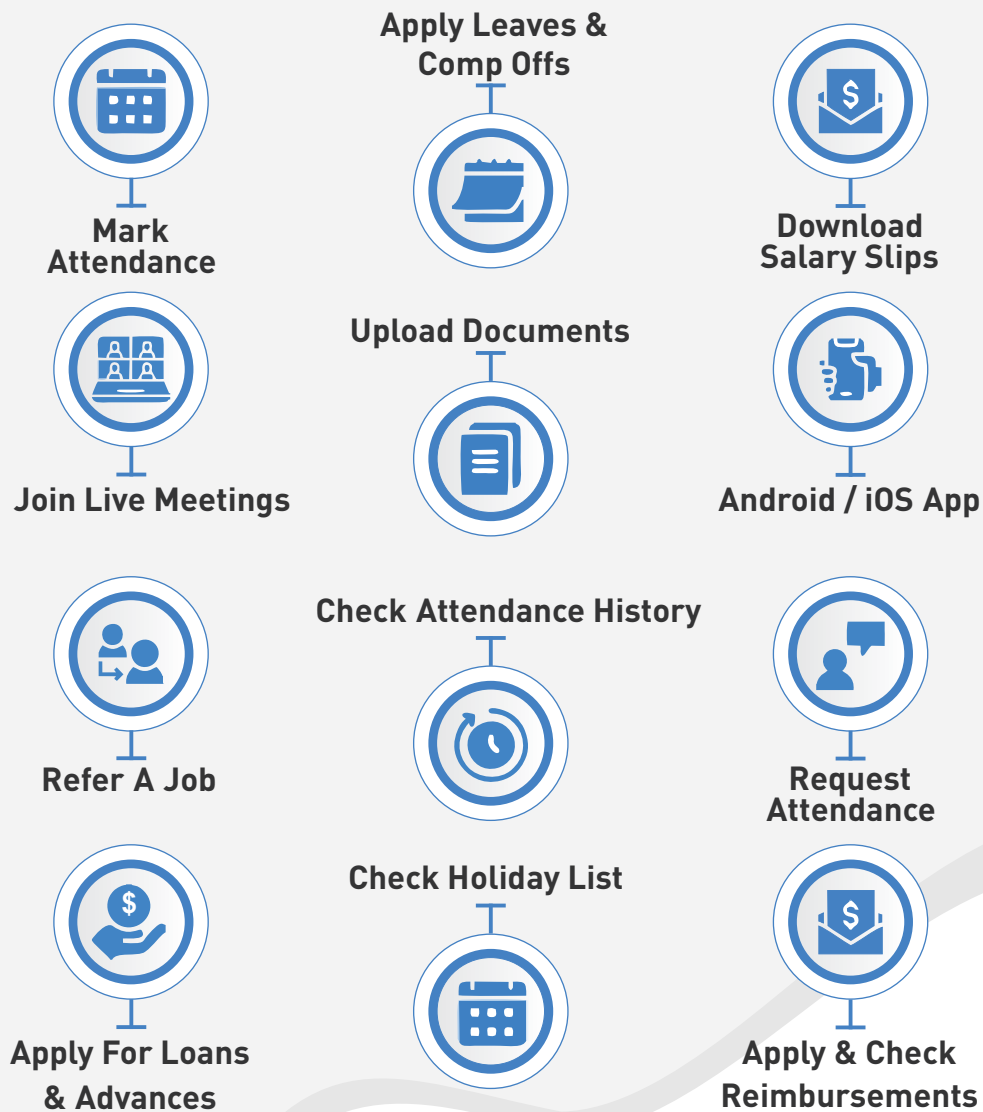 Apply Leaves &
Comp Offs
Mark
Attendance
Download
Salary Slips
Upload Documents
Join Live Meetings
Android / iOS App
Check Attendance History
Refer A Job
Request
Attendance
Check Holiday List
Apply For Loans
& Advances
Apply & Check
Reimbursements